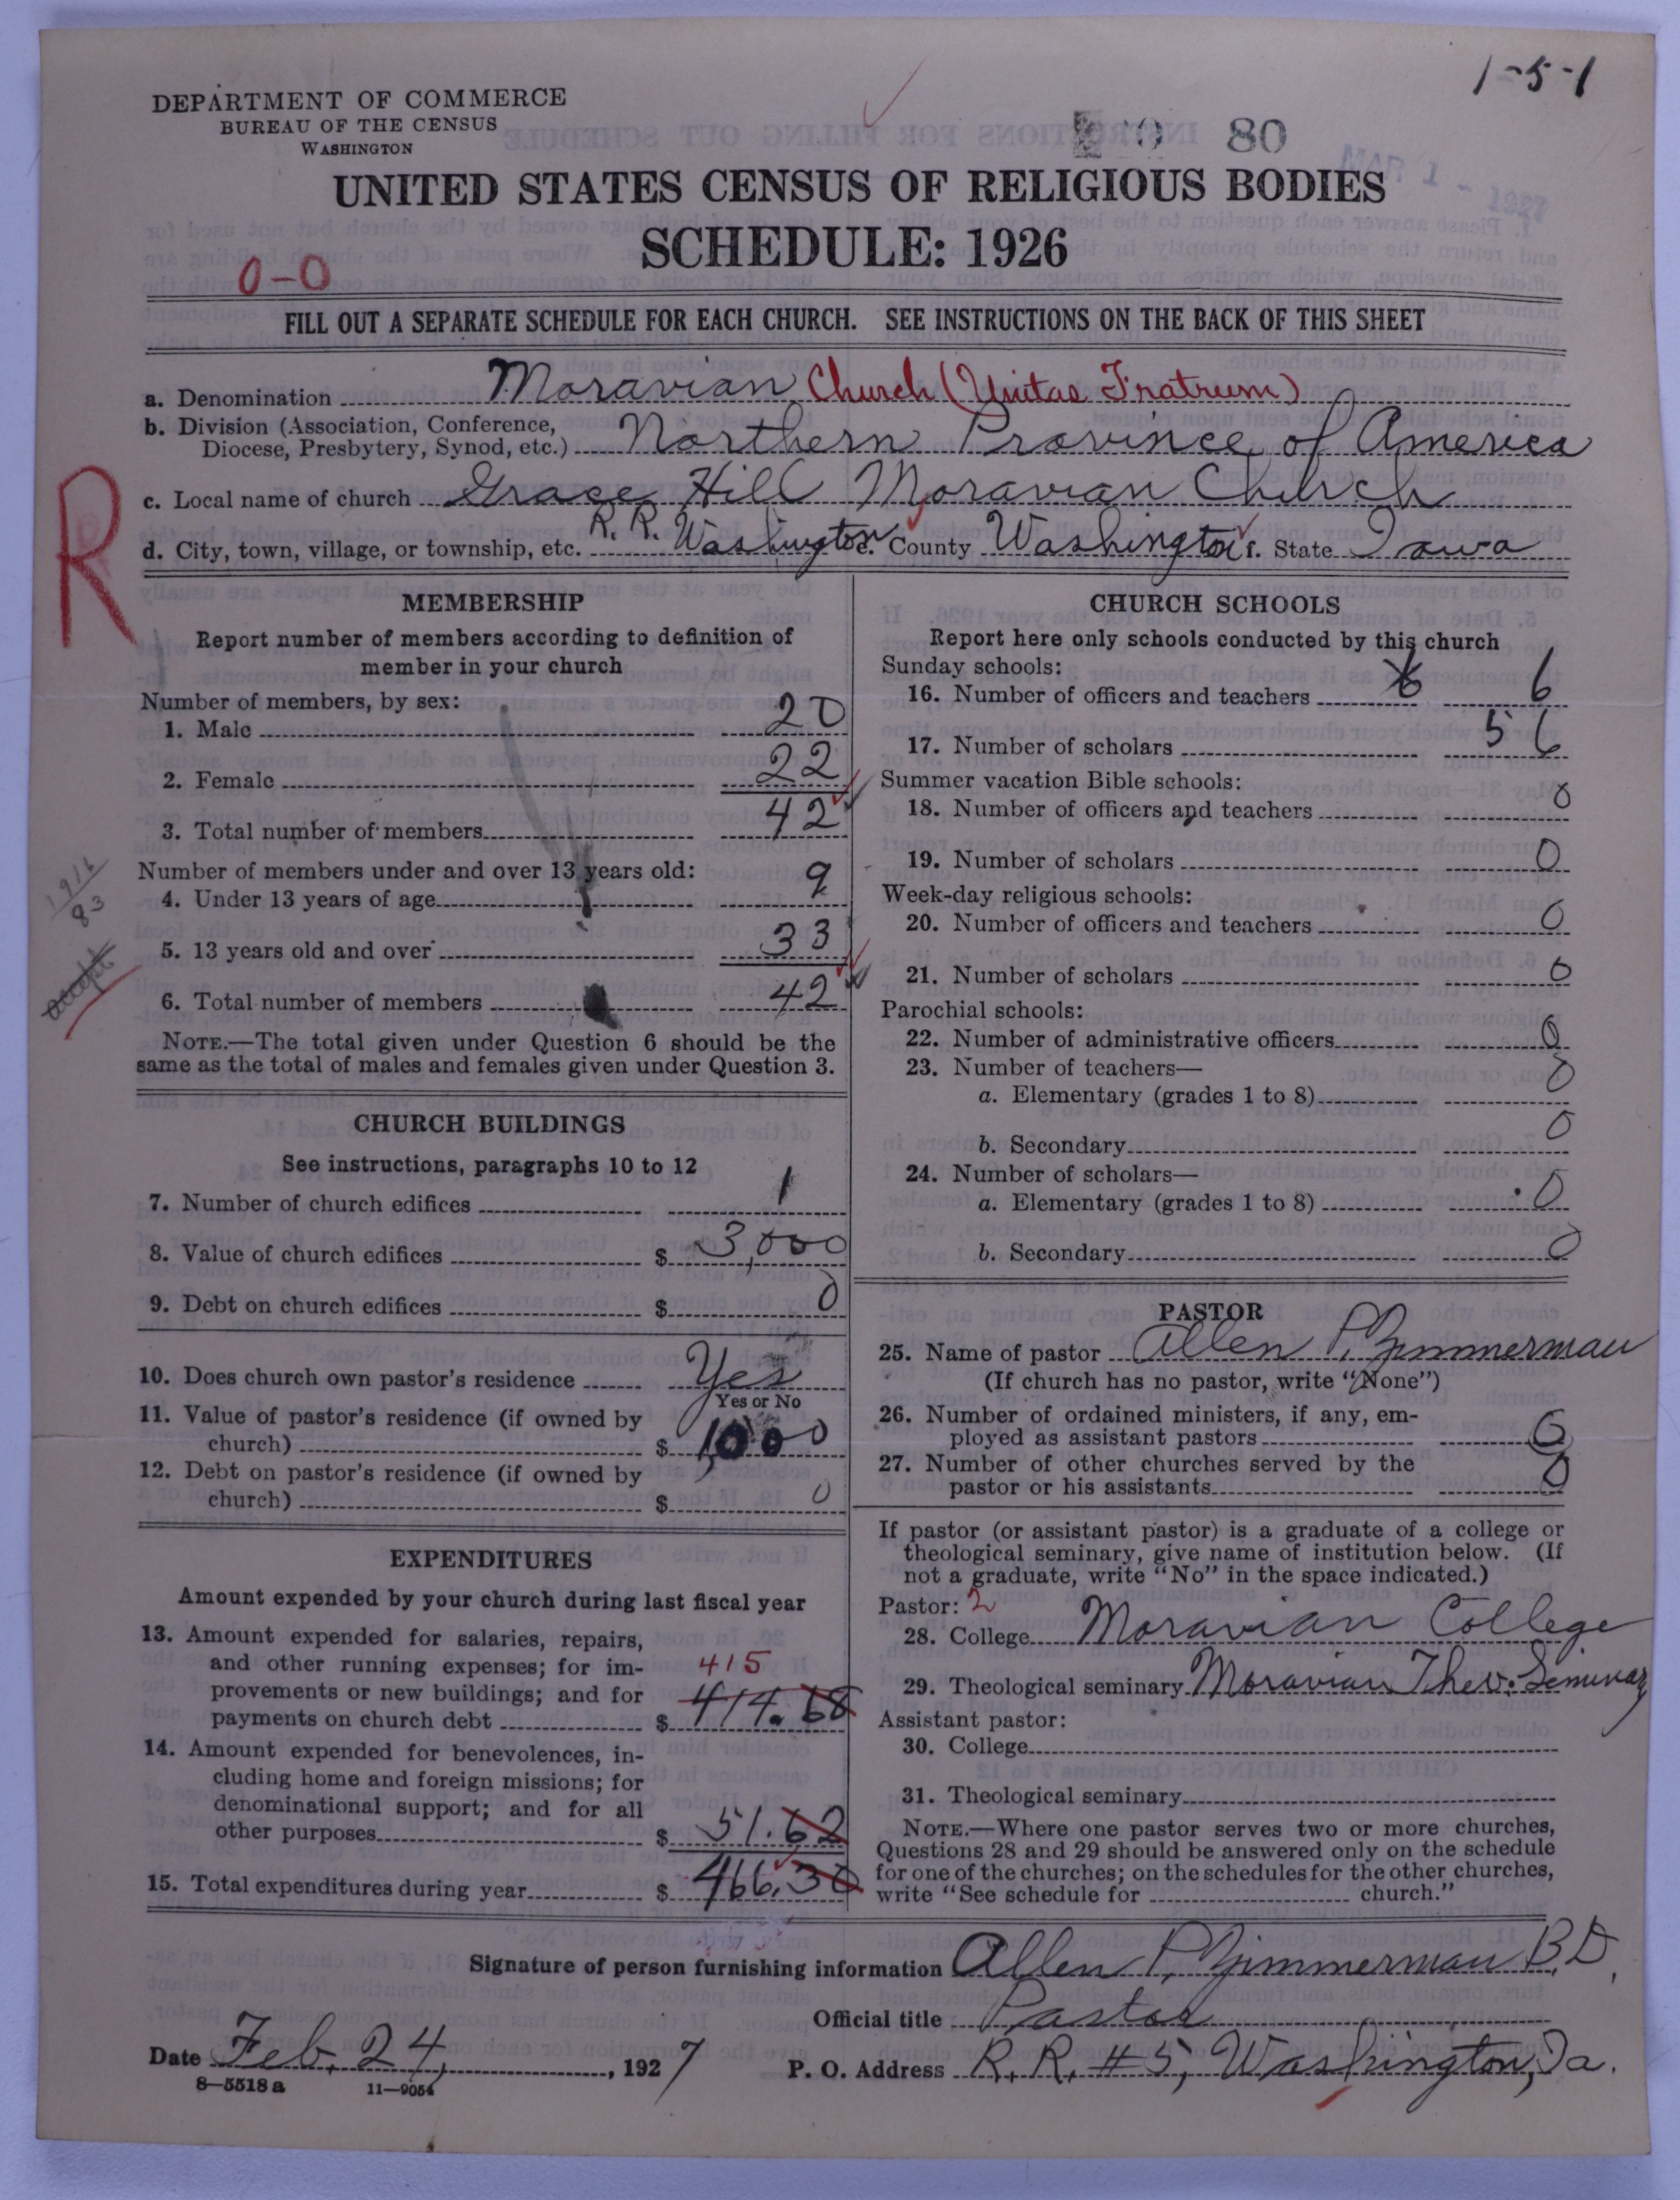 1-5-1
DEPARTMENT OF COMMERCE
BUREAU OF THE CENSUS
WASHINGTON
80
MAR 1 - 1927
UNITED STATES CENSUS OF RELIGIOUS BODIES
SCHEDULE: 1926
0-0
FILL OUT A SEPARATE SCHEDULE FOR EACH CHURCH. SEE INSTRUCTIONS ON THE BACK OF THIS SHEET
a. Denomination Moravian Church (Unitas Fratrum)
b. Division (Association, Conference,
Diocese, Presbytery, Synod, etc.) Northern Province of America
R
c. Local name of church Grace Hill Moravian Church
d. City, town, village, or township, etc. R. R. Washington e. County Washington f. State Iowa
MEMBERSHIP
Report number of members according to definition of
member in your church
Number of members, by sex:
1. Male 20
2. Female 22
3. Total number of members 42
1916
83
Number of members under and over 13 years old:
4. Under 13 years of age 9
5. 13 years old and over 33
accept
6. Total number of members 42
NOTE.—The total given under Question 6 should be the
same as the total of males and females given under Question 3.
CHURCH BUILDINGS
See instructions, paragraphs 10 to 12
7. Number of church edifices 1
8. Value of church edifices $ 3,000
9. Debt on church edifices $ 0
10. Does church own pastor's residence Yes
Yes or No
11. Value of pastor's residence (if owned by
church) $ 1,000
12. Debt on pastor's residence (if owned by
church) $ 0
EXPENDITURES
Amount expended by your church during last fiscal year
13. Amount expended for salaries, repairs,
and other running expenses; for im- 415
provements or new buildings; and for
payments on church debt $ 414.68
14. Amount expended for benevolences, in-
cluding home and foreign missions; for
denominational support; and for all
other purposes $ 51.62
15. Total expenditures during year $ 466.30
CHURCH SCHOOLS
Report here only schools conducted by this church
Sunday schools:
16. Number of officers and teachers 6
17. Number of scholars 56
Summer vacation Bible schools:
18. Number of officers and teachers 0
19. Number of scholars 0
Week-day religious schools:
20. Number of officers and teachers 0
21. Number of scholars 0
Parochial schools:
22. Number of administrative officers 0
23. Number of teachers—
a. Elementary (grades 1 to 8) 0
b. Secondary 0
24. Number of scholars—
a. Elementary (grades 1 to 8) 0
b. Secondary 0
PASTOR
25. Name of pastor Allen P. Zimmerman
(If church has no pastor, write "None")
26. Number of ordained ministers, if any, em-
ployed as assistant pastors 0
27. Number of other churches served by the
pastor or his assistants 0
If pastor (or assistant pastor) is a graduate of a college or
theological seminary, give name of institution below. (If
not a graduate, write "No" in the space indicated.)
Pastor: 2
28. College Moravian College
29. Theological seminary Moravian Theo. Seminary
Assistant pastor:
30. College
31. Theological seminary
NOTE.—Where one pastor serves two or more churches,
Questions 28 and 29 should be answered only on the schedule
for one of the churches; on the schedules for the other churches,
write "See schedule for church."
Signature of person furnishing information Allen P. Zimmerman B.D.
Official title Pastor
Date Feb. 24, 1927 P. O. Address R. R. #5, Washington, Ia.
8—5518 a 11—9054